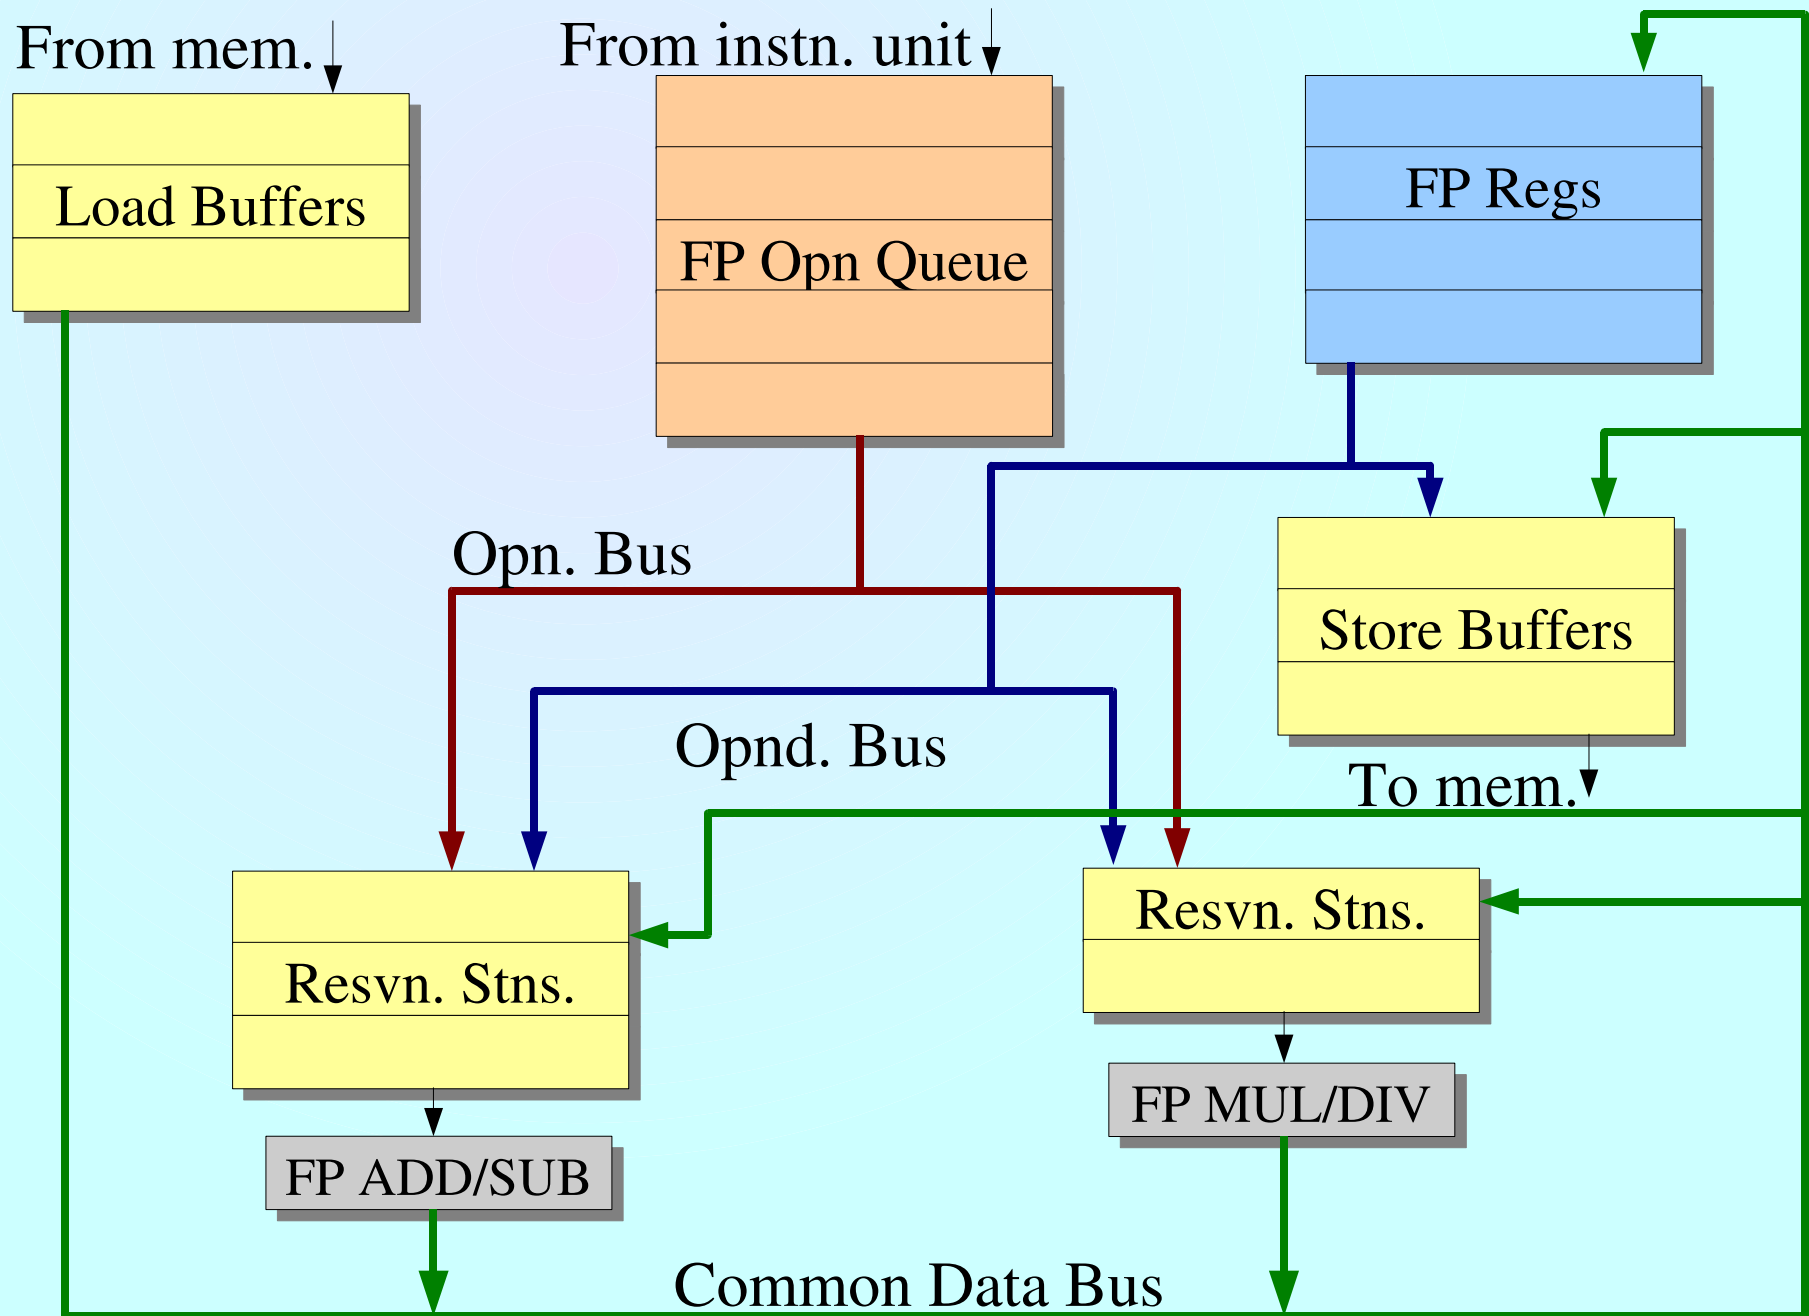 From mem.
From instn. unit
Load Buffers
FP Opn Queue
FP Regs
Opn. Bus
Opnd. Bus
Store Buffers
To mem.
Resvn. Stns.
Resvn. Stns.
FP MUL/DIV
FP ADD/SUB
Common Data Bus